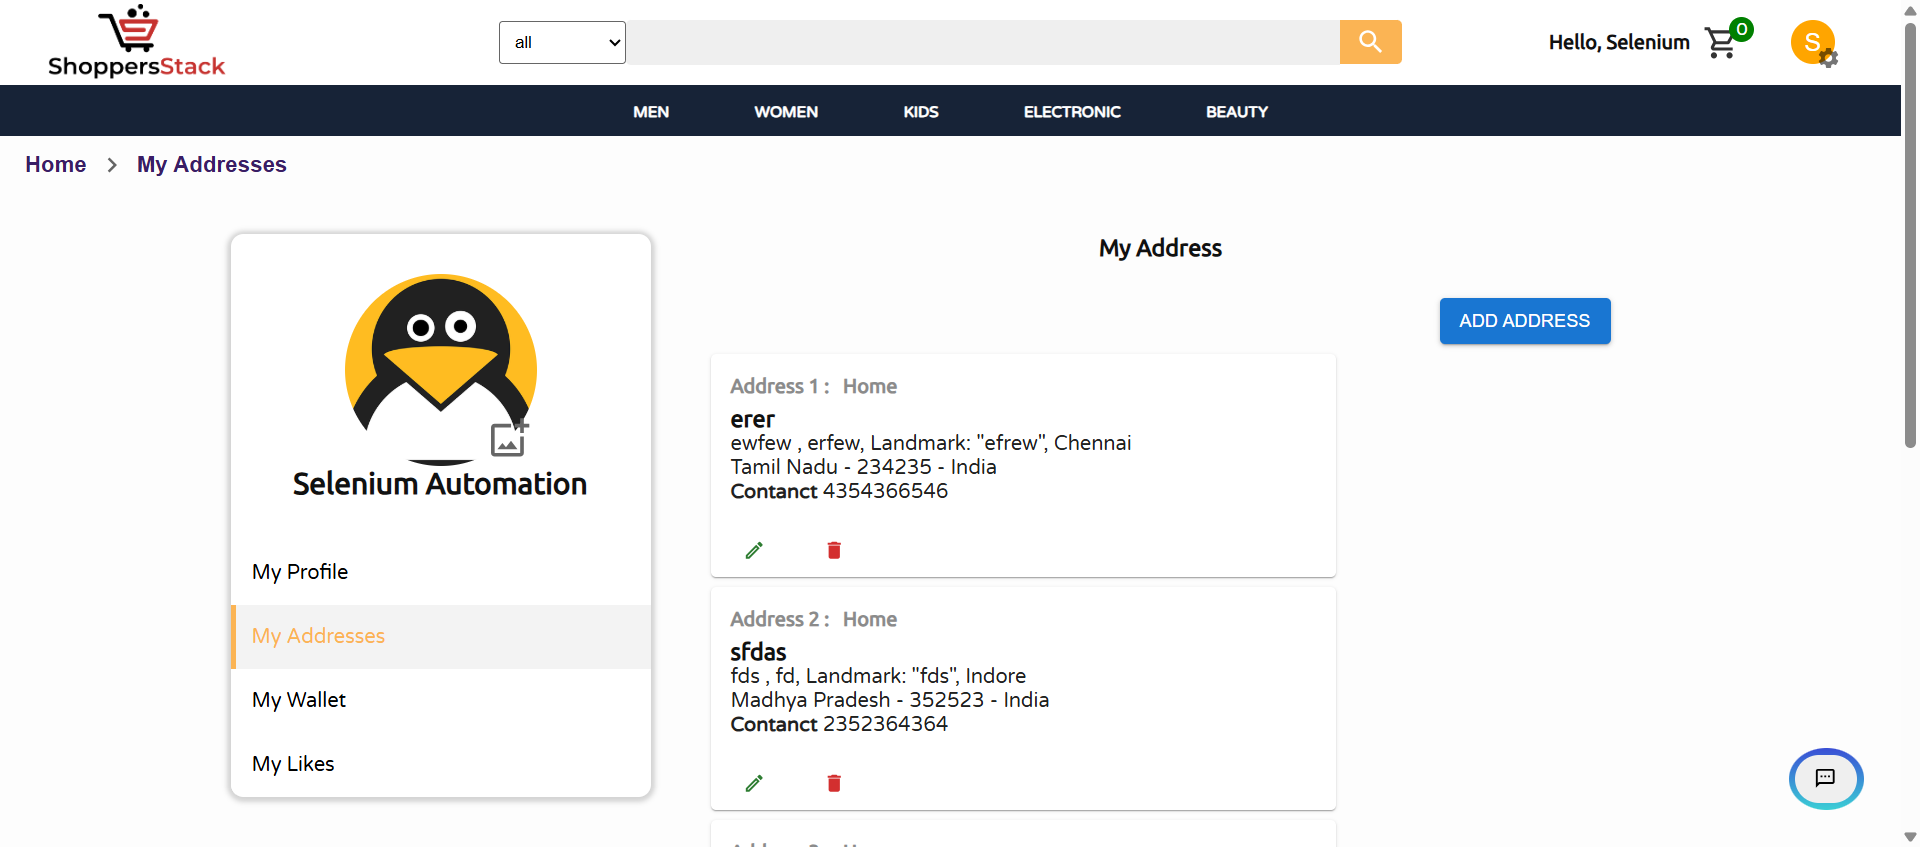 ShoppersStack
all
Hello, Selenium
0
S
MEN WOMEN KIDS ELECTRONIC BEAUTY
Home > My Addresses
Selenium Automation
My Profile
My Addresses
My Wallet
My Likes
My Address
ADD ADDRESS
Address 1 : Home
erer
ewfew , erfew, Landmark: "efrew", Chennai
Tamil Nadu - 234235 - India
Contanct 4354366546
Address 2 : Home
sfdas
fds , fd, Landmark: "fds", Indore
Madhya Pradesh - 352523 - India
Contanct 2352364364